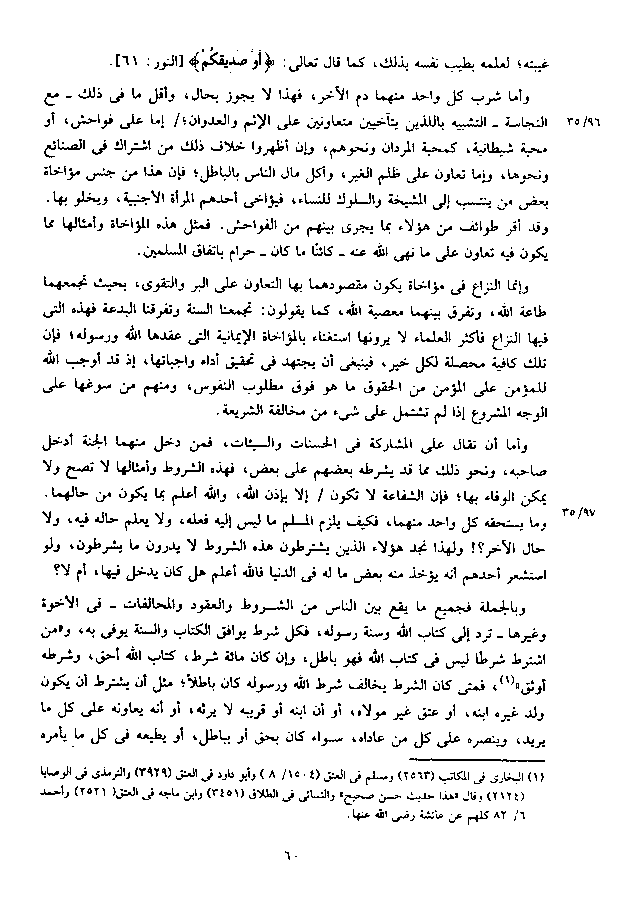 غيبته؛ لعلمه بطيب نفسه بذلك، كما قال تعالى: ﴿أَوْ صَدِيقِكُمْ﴾ [النور: ٦١].
وأما شرب كل واحد منهما دم الآخر، فهذا لا يجوز بحال، وأقل ما فى ذلك ـ مع
٣٥/٩٦ النجاسة ـ التشبيه باللذين يتآخيين متعاونين على الإثم والعدوان؛/ إما على فواحش، أو
محبة شيطانية، كمحبة المردان ونحوهم، وإن أظهروا خلاف ذلك من اشتراك فى الصنائع
ونحوها، وإما تعاون على ظلم الغير، وأكل مال الناس بالباطل؛ فإن هذا من جنس مؤاخاة
بعض من ينتسب إلى المشيخة والسلوك للنساء، فيؤاخى أحدهم المرأة الأجنبية، ويخلو بها.
وقد أقر طوائف من هؤلاء بما يجرى بينهم من الفواحش. فمثل هذه المؤاخاة وأمثالها مما
يكون فيه تعاون على ما نهى الله عنه ـ كائنًا ما كان ـ حرام باتفاق المسلمين.
وإنما النزاع فى مؤاخاة يكون مقصودهما بها التعاون على البر والتقوى، بحيث تجمعهما
طاعة الله، وتفرق بينهما معصية الله، كما يقولون: تجمعنا السنة وتفرقنا البدعة فهذه التى
فيها النزاع فأكثر العلماء لا يرونها استغناء بالمؤاخاة الإيمانية التى عقدها الله ورسوله؛ فإن
تلك كافية محصلة لكل خير، فينبغى أن يجتهد فى تحقيق أداء واجباتها، إذ قد أوجب الله
للمؤمن على المؤمن من الحقوق ما هو فوق مطلوب النفوس، ومنهم من سوغها على
الوجه المشروع إذا لم تشتمل على شىء من مخالفة الشريعة.
وأما أن تقال على المشاركة فى الحسنات والسيئات، فمن دخل منهما الجنة أدخل
صاحبه، ونحو ذلك مما قد يشرطه بعضهم على بعض، فهذه الشروط وأمثالها لا تصح ولا
يمكن الوفاء بها؛ فإن الشفاعة لا تكون / إلا بإذن الله، والله أعلم بما يكون من حالهما.
٣٥/٩٧ وما يستحقه كل واحد منهما، فكيف يلزم المسلم ما ليس إليه فعله، ولا يعلم حاله فيه، ولا
حال الآخر؟! ولهذا نجد هؤلاء الذين يشترطون هذه الشروط لا يدرون ما يشرطون، ولو
استشعر أحدهم أنه يؤخذ منه بعض ما له فى الدنيا فالله أعلم هل كان يدخل فيها، أم لا؟
وبالجملة فجميع ما يقع بين الناس من الشروط والعقود والمحالفات ـ فى الأخوة
وغيرها ـ ترد إلى كتاب الله وسنة رسوله، فكل شرط يوافق الكتاب والسنة يوفى به، و«من
اشترط شرطًا ليس فى كتاب الله فهو باطل، وإن كان مائة شرط، كتاب الله أحق، وشرطه
أوثق»(١)، فمتى كان الشرط يخالف شرط الله ورسوله كان باطلاً؛ مثل أن يشترط أن يكون
ولد غيره ابنه، أو عتق غير مولاه، أو أن ابنه أو قريبه لا يرثه، أو أنه يعاونه على كل ما
يريد، وينصره على كل من عاداه، سواء كان بحق أو بباطل، أو يطيعه فى كل ما يأمره
(١) البخارى فى المكاتب (٢٥٦٣) ومسلم فى العتق (١٥٠٤/ ٨ ) وأبو داود فى العتق (٣٩٢٩) والترمذى فى الوصايا
(٢١٢٤) وقال «هذا حديث حسن صحيح» والنسائى فى الطلاق (٣٤٥١) وابن ماجه فى العتق( ٢٥٢١) وأحمد
٦/ ٨٢ كلهم عن عائشة رضى الله عنها.
٦٠